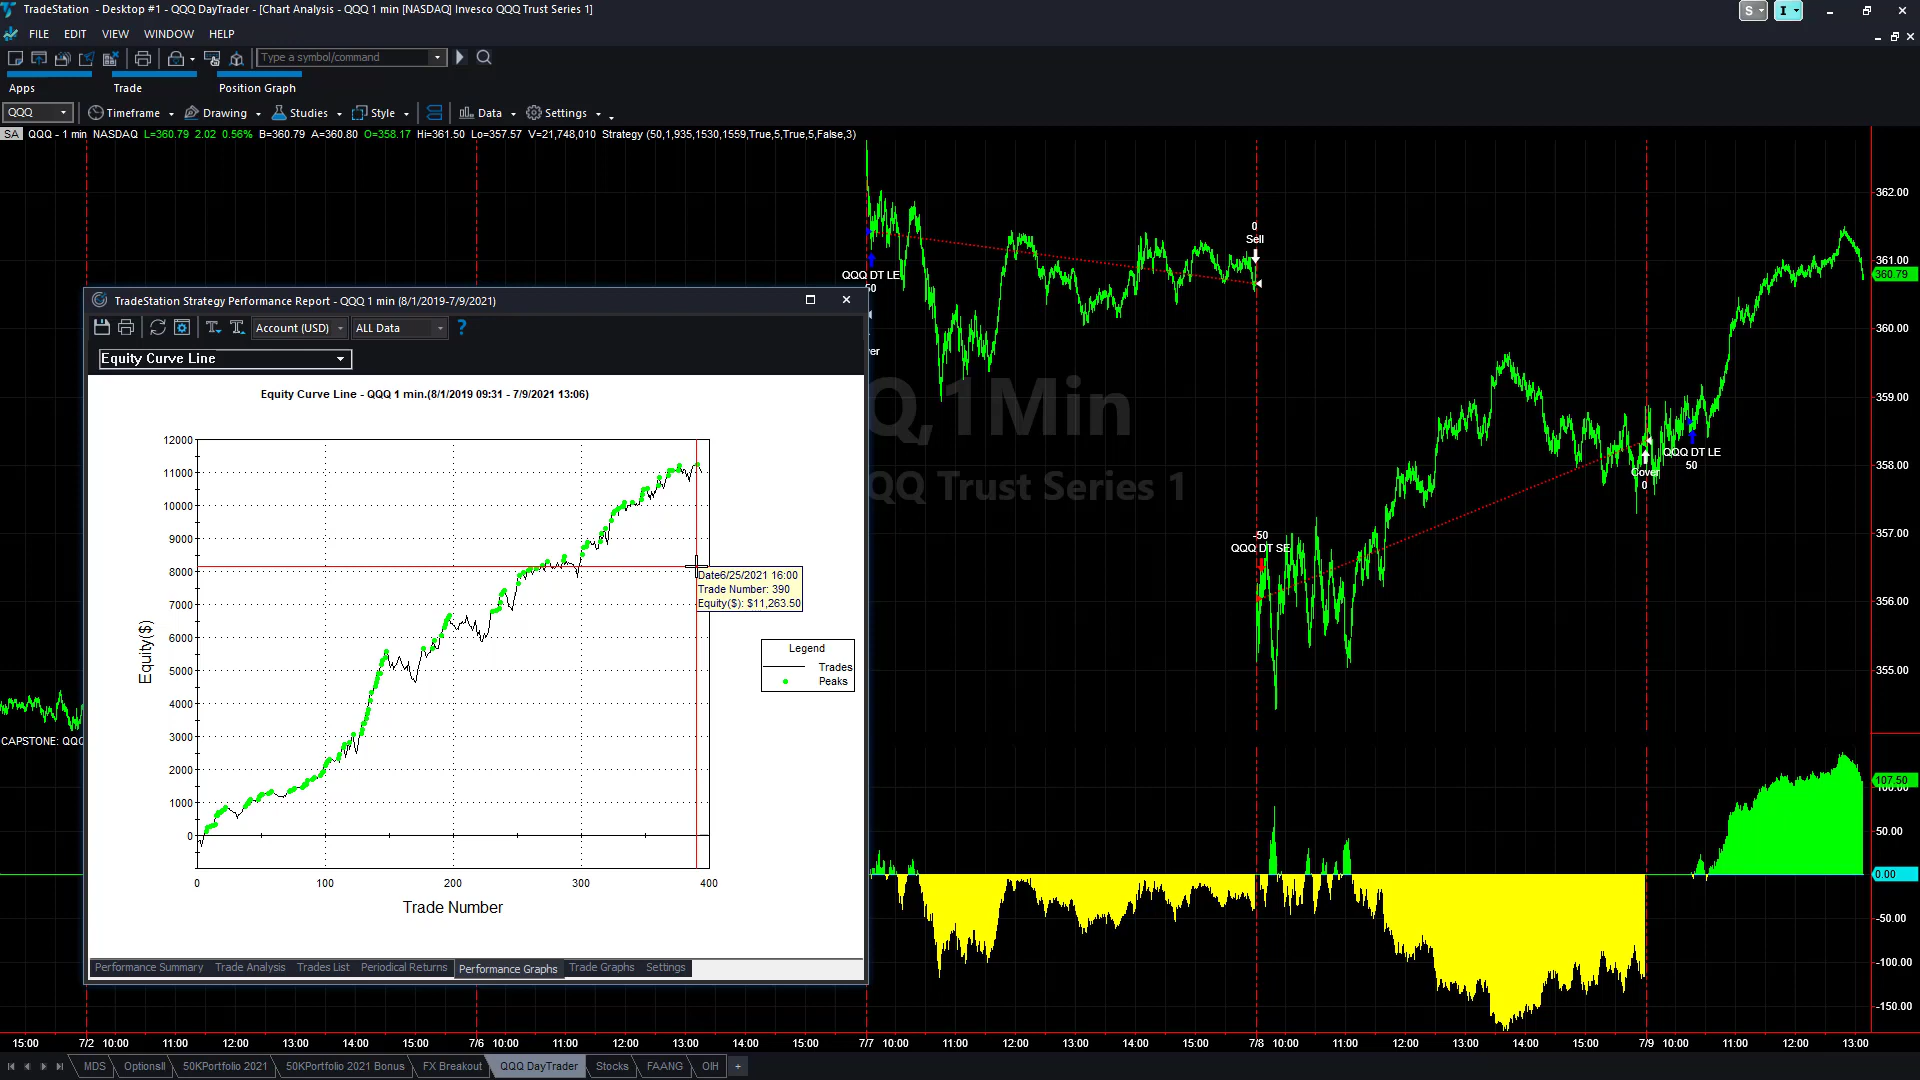 TradeStation - Desktop #1 - QQQ DayTrader - [Chart Analysis - QQQ 1 min [NASDAQ] Invesco QQQ Trust Series 1]
S
I
FILE EDIT VIEW WINDOW HELP
Type a symbol/command
Apps Trade Position Graph
QQQ Timeframe Drawing Studies Style Data Settings
SA QQQ - 1 min NASDAQ L=360.79 2.02 0.56% B=360.79 A=360.80 O=358.17 Hi=361.50 Lo=357.57 V=21,748,010 Strategy (50,1,935,1530,1559,True,5,True,5,False,3)
362.00
361.00
360.79
360.00
359.00
358.00
357.00
356.00
355.00
0
Sell
QQQ DT LE
50
er
Q,1Min
QQ Trust Series 1
-50
QQQ DT SE
Cover
0
QQQ DT LE
50
TradeStation Strategy Performance Report - QQQ 1 min (8/1/2019-7/9/2021)
Account (USD) ALL Data ?
Equity Curve Line
Equity Curve Line - QQQ 1 min.(8/1/2019 09:31 - 7/9/2021 13:06)
12000
11000
10000
9000
8000
7000
6000
5000
4000
3000
2000
1000
0
Equity($)
Date6/25/2021 16:00
Trade Number: 390
Equity($): $11,263.50
Legend
Trades
Peaks
0 100 200 300 400
Trade Number
Performance Summary Trade Analysis Trades List Periodical Returns Performance Graphs Trade Graphs Settings
CAPSTONE: QQQ
107.50
100.00
50.00
0.00
-50.00
-100.00
-150.00
15:00 7/2 10:00 11:00 12:00 13:00 14:00 15:00 7/6 10:00 11:00 12:00 13:00 14:00 15:00 7/7 11:00 12:00 13:00 14:00 15:00 7/8 10:00 11:00 12:00 13:00 14:00 15:00 7/9 10:00 11:00 12:00 13:00
MDS OptionsII 50KPortfolio 2021 50KPortfolio 2021 Bonus FX Breakout QQQ DayTrader Stocks FAANG OIH +